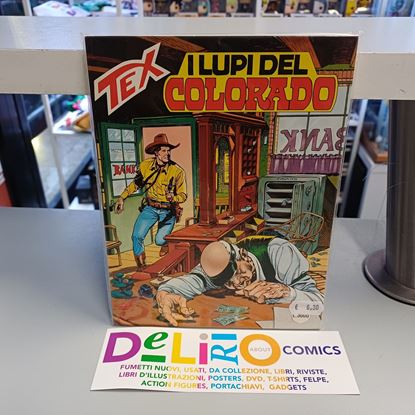 TEX
I LUPI DEL
COLORADO
BANK
BANK
€ 6,30
L.3000
DeLiRIO ABOUT COMICS
FUMETTI NUOVI, USATI, DA COLLEZIONE, LIBRI, RIVISTE,
LIBRI D'ILLUSTRAZIONI, POSTERS, DVD, T-SHIRTS, FELPE,
ACTION FIGURES, PORTACHIAVI, GADGETS